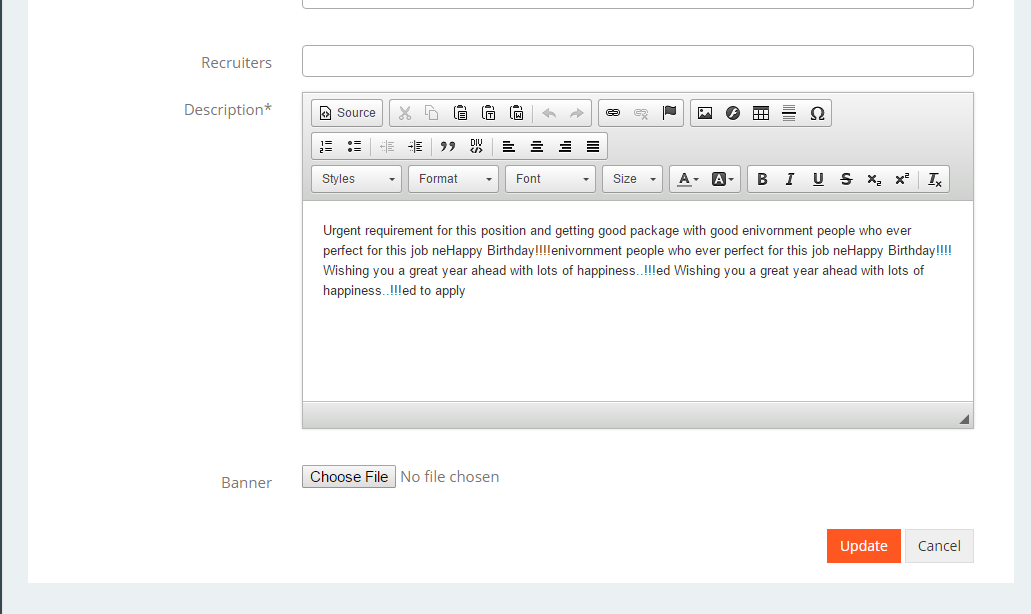 Recruiters
Description*
Source
Styles Format Font Size A A B I U S x₂ x² Tx
Urgent requirement for this position and getting good package with good enivornment people who ever
perfect for this job neHappy Birthday!!!!enivornment people who ever perfect for this job neHappy Birthday!!!!
Wishing you a great year ahead with lots of happiness..!!!ed Wishing you a great year ahead with lots of
happiness..!!!ed to apply
Banner
Choose File No file chosen
Update Cancel